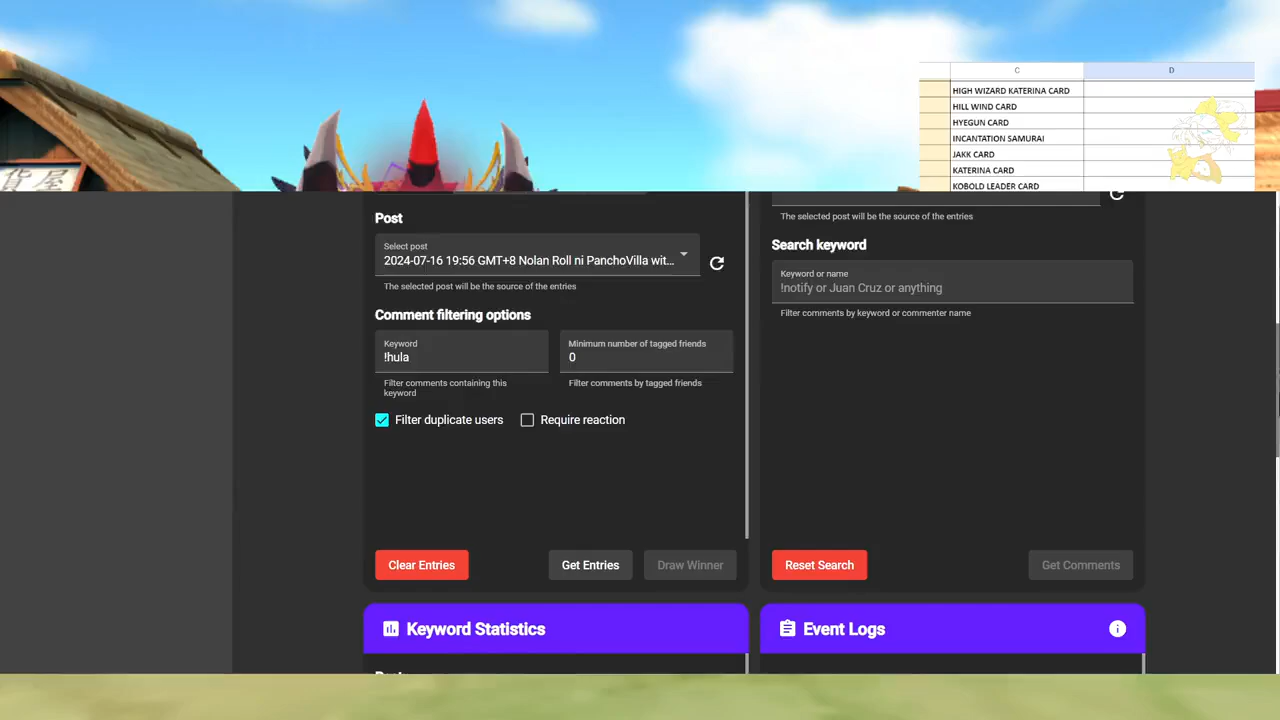 C
D
HIGH WIZARD KATERINA CARD
HILL WIND CARD
HYEGUN CARD
INCANTATION SAMURAI
JAKK CARD
KATERINA CARD
KOBOLD LEADER CARD
Post
Select post
2024-07-16 19:56 GMT+8 Nolan Roll ni PanchoVilla wit...
The selected post will be the source of the entries
Comment filtering options
Keyword
!hula
Filter comments containing this
keyword
Minimum number of tagged friends
0
Filter comments by tagged friends
Filter duplicate users
Require reaction
Clear Entries
Get Entries
Draw Winner
The selected post will be the source of the entries
Search keyword
Keyword or name
!notify or Juan Cruz or anything
Filter comments by keyword or commenter name
Reset Search
Get Comments
Keyword Statistics
Event Logs